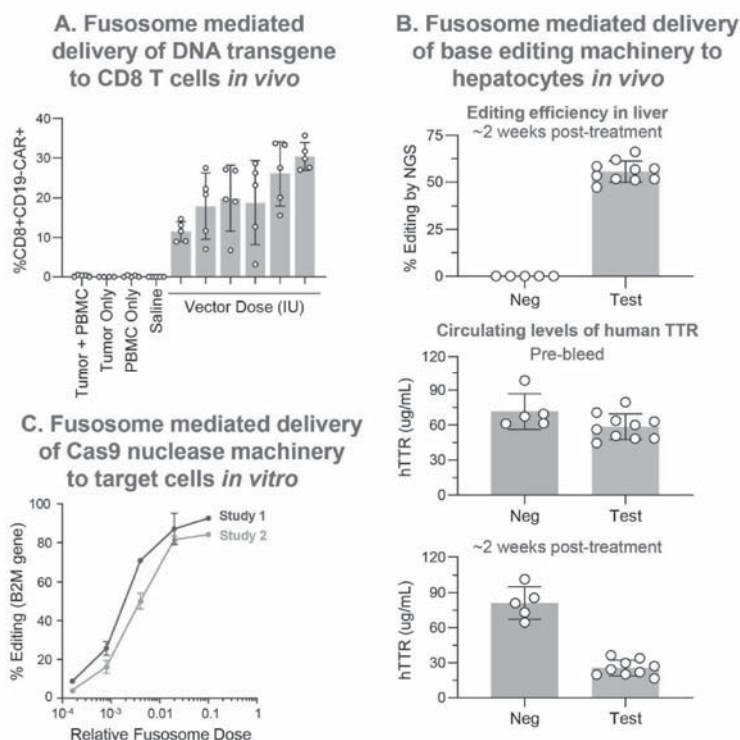 A. Fusosome mediated
delivery of DNA transgene
to CD8 T cells in vivo
%CD8+CD19-CAR+
40
30
20
10
0
Tumor + PBMC
Tumor Only
PBMC Only
Saline
Vector Dose (IU)
B. Fusosome mediated delivery
of base editing machinery to
hepatocytes in vivo
Editing efficiency in liver
~2 weeks post-treatment
% Editing by NGS
75
50
25
0
Neg
Test
Circulating levels of human TTR
Pre-bleed
hTTR (ug/mL)
120
90
60
30
0
Neg
Test
~2 weeks post-treatment
hTTR (ug/mL)
120
90
60
30
0
Neg
Test
C. Fusosome mediated delivery
of Cas9 nuclease machinery
to target cells in vitro
% Editing (B2M gene)
100
80
60
40
20
0
Study 1
Study 2
10-4
10-3
0.01
0.1
1
Relative Fusosome Dose